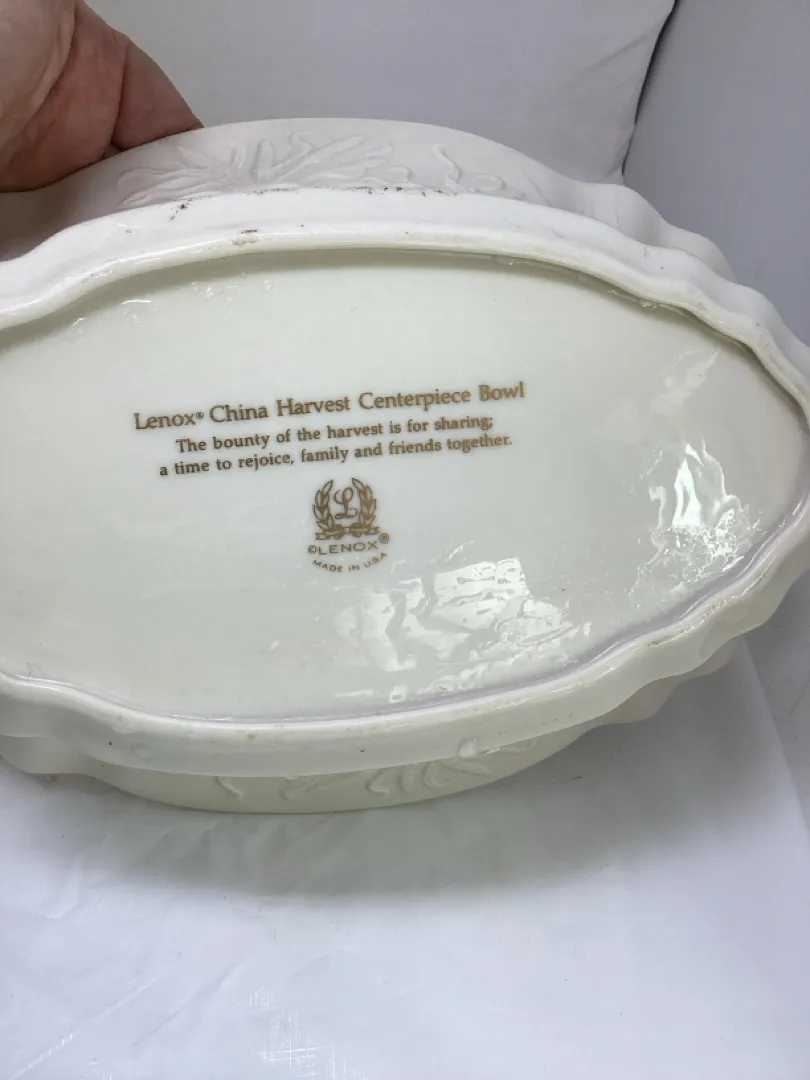 Lenox® China Harvest Centerpiece Bowl
The bounty of the harvest is for sharing;
a time to rejoice, family and friends together.
L
©LENOX®
MADE IN U.S.A